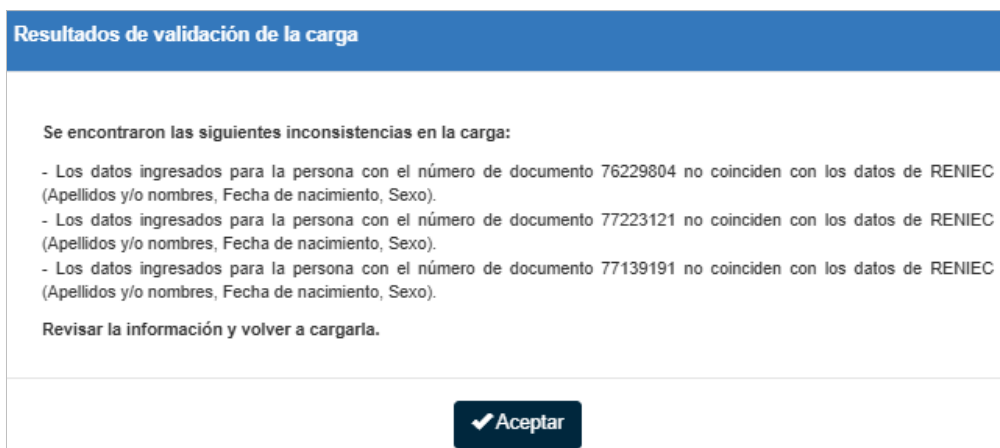 Resultados de validación de la carga
Se encontraron las siguientes inconsistencias en la carga:
- Los datos ingresados para la persona con el número de documento 76229804 no coinciden con los datos de RENIEC
(Apellidos y/o nombres, Fecha de nacimiento, Sexo).
- Los datos ingresados para la persona con el número de documento 77223121 no coinciden con los datos de RENIEC
(Apellidos y/o nombres, Fecha de nacimiento, Sexo).
- Los datos ingresados para la persona con el número de documento 77139191 no coinciden con los datos de RENIEC
(Apellidos y/o nombres, Fecha de nacimiento, Sexo).
Revisar la información y volver a cargarla.
Aceptar